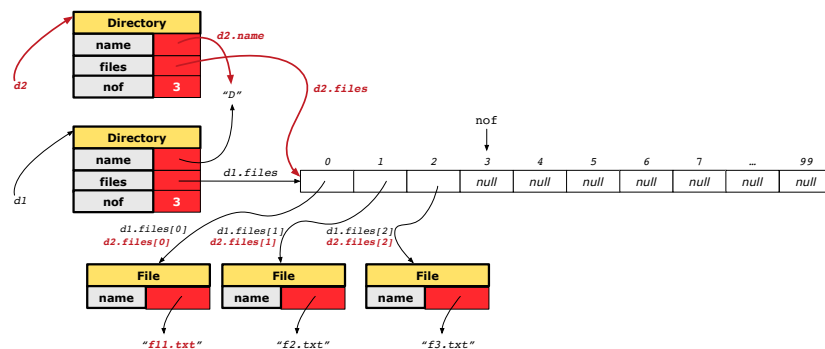 Directory
name
files
nof 3
d2
d2.name
d2.files
"D"
Directory
name
files
nof 3
d1
d1.files
nof
0 1 2 3 4 5 6 7 … 99
null null null null null null null
d1.files[0]
d2.files[0]
d1.files[1]
d2.files[1]
d1.files[2]
d2.files[2]
File
name
"f11.txt"
File
name
"f2.txt"
File
name
"f3.txt"